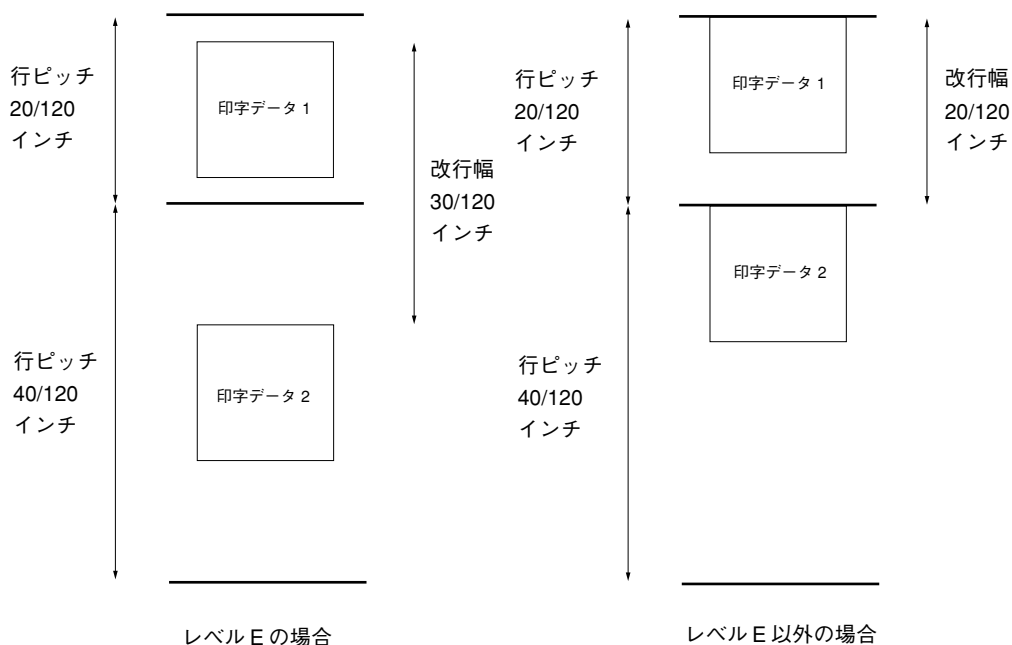 行ピッチ
20/120
インチ
印字データ 1
改行幅
30/120
インチ
行ピッチ
40/120
インチ
印字データ 2
レベル E の場合
行ピッチ
20/120
インチ
印字データ 1
改行幅
20/120
インチ
行ピッチ
40/120
インチ
印字データ 2
レベル E 以外の場合